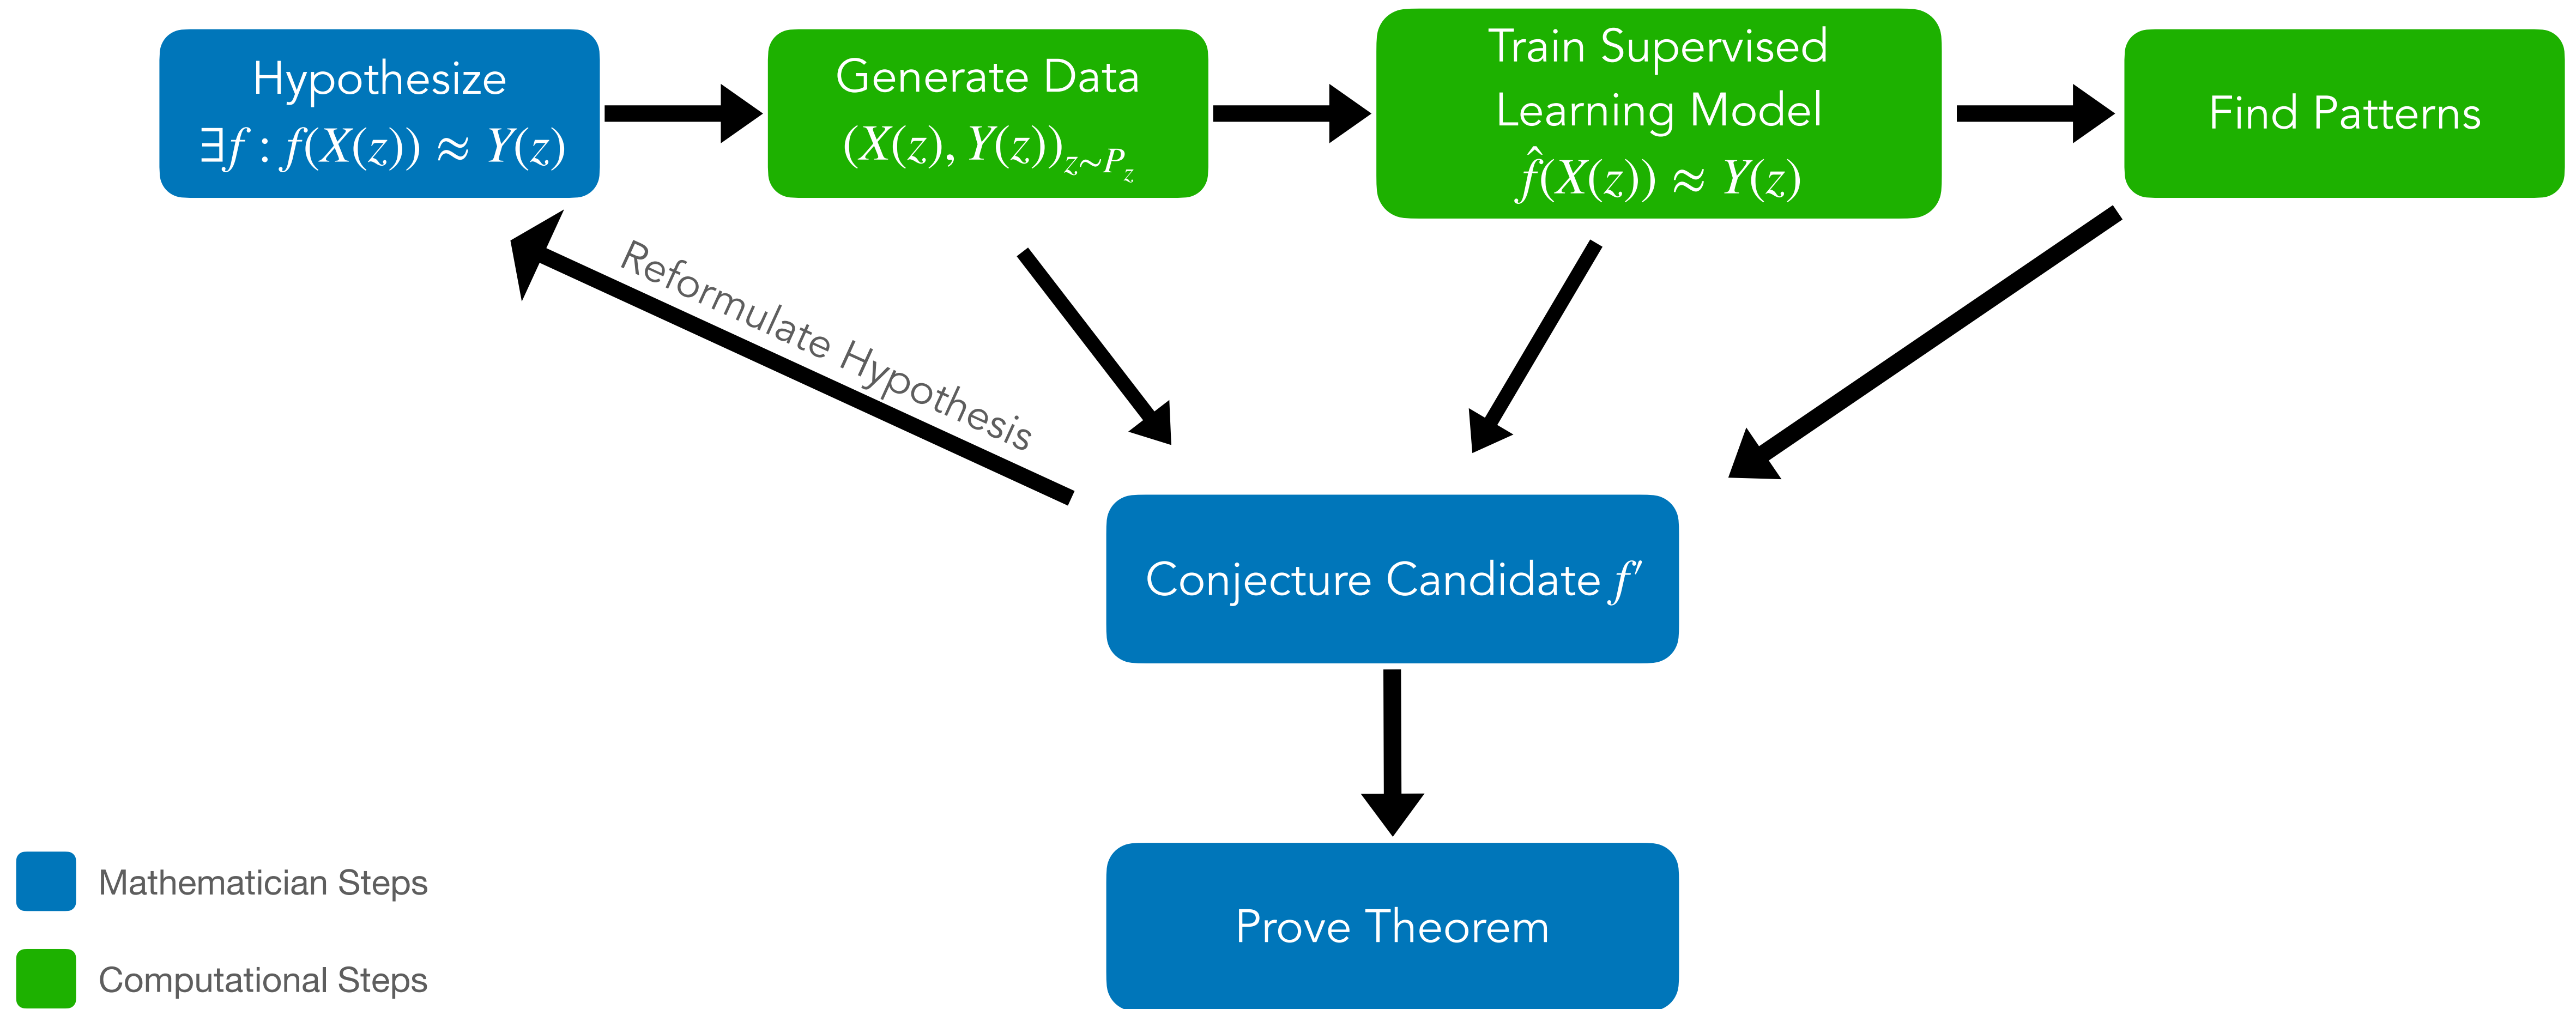 Hypothesize
∃f : f(X(z)) ≈ Y(z)
Generate Data
(X(z), Y(z))_{z∼P_z}
Train Supervised
Learning Model
f̂(X(z)) ≈ Y(z)
Find Patterns
Reformulate Hypothesis
Conjecture Candidate f′
Prove Theorem
Mathematician Steps
Computational Steps